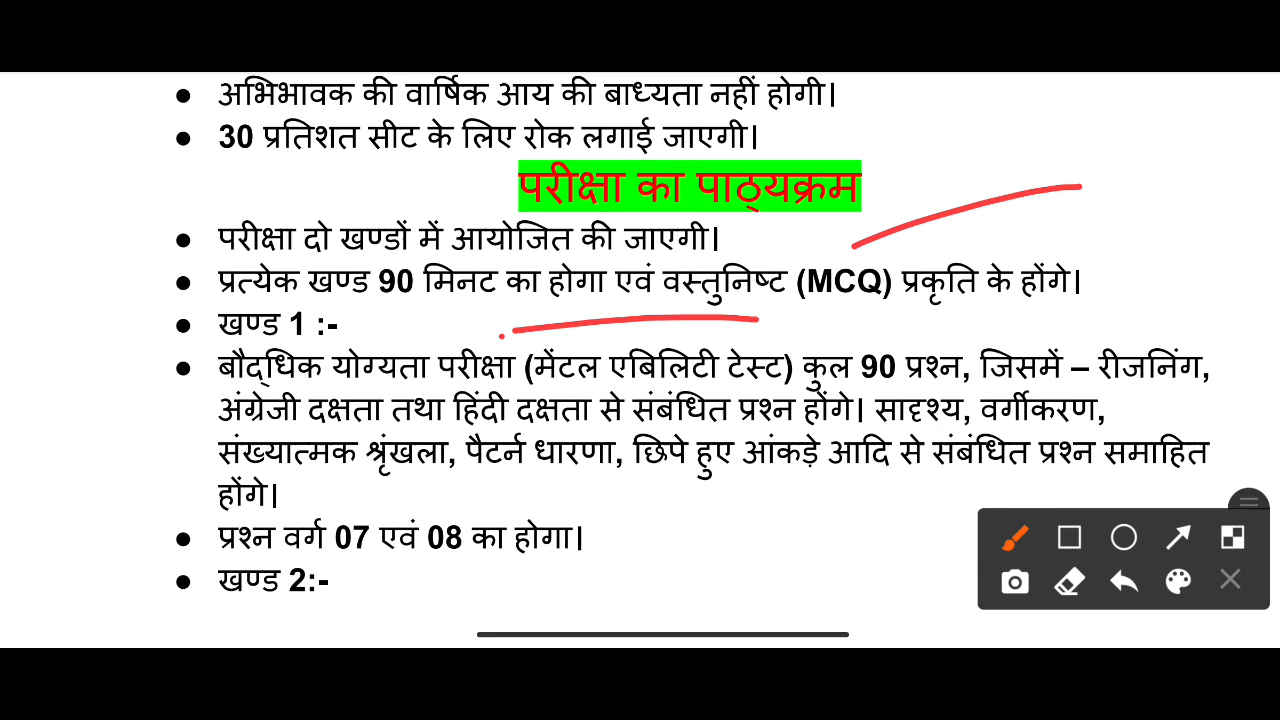 ● अभिभावक की वार्षिक आय की बाध्यता नहीं होगी।
● 30 प्रतिशत सीट के लिए रोक लगाई जाएगी।
परीक्षा का पाठ्यक्रम
● परीक्षा दो खण्डों में आयोजित की जाएगी।
● प्रत्येक खण्ड 90 मिनट का होगा एवं वस्तुनिष्ट (MCQ) प्रकृति के होंगे।
● खण्ड 1 :-
● बौद्धिक योग्यता परीक्षा (मेंटल एबिलिटी टेस्ट) कुल 90 प्रश्न, जिसमें – रीजनिंग,
अंग्रेजी दक्षता तथा हिंदी दक्षता से संबंधित प्रश्न होंगे। सादृश्य, वर्गीकरण,
संख्यात्मक श्रृंखला, पैटर्न धारणा, छिपे हुए आंकड़े आदि से संबंधित प्रश्न समाहित
होंगे।
● प्रश्न वर्ग 07 एवं 08 का होगा।
● खण्ड 2:-